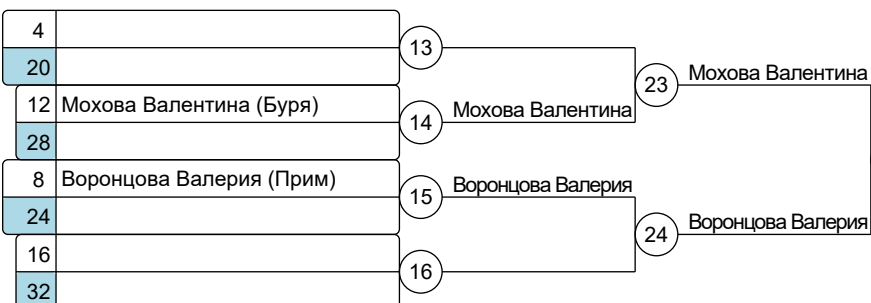 4
13
20
23 Мохова Валентина
12 Мохова Валентина (Буря)
14 Мохова Валентина
28
8 Воронцова Валерия (Прим)
15 Воронцова Валерия
24
24 Воронцова Валерия
16
16
32